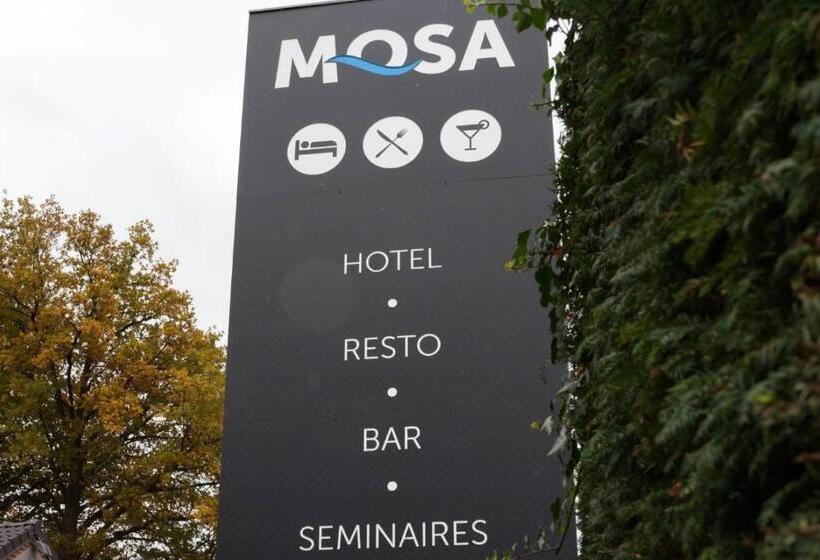 MOSA
HOTEL
RESTO
BAR
SEMINAIRES